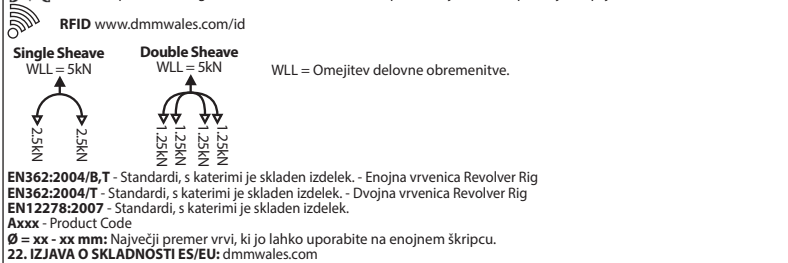 RFID www.dmmwales.com/id
Single Sheave
WLL = 5kN
2.5kN
2.5kN
Double Sheave
WLL = 5kN
1.25kN
1.25kN
1.25kN
1.25kN
WLL = Omejitev delovne obremenitve.
EN362:2004/B,T - Standardi, s katerimi je skladen izdelek. - Enojna vrvenica Revolver Rig
EN362:2004/T - Standardi, s katerimi je skladen izdelek. - Dvojna vrvenica Revolver Rig
EN12278:2007 - Standardi, s katerimi je skladen izdelek.
Axxx - Product Code
Ø = xx - xx mm: Največji premer vrvi, ki jo lahko uporabite na enojnem škripcu.
22. IZJAVA O SKLADNOSTI ES/EU: dmmwales.com